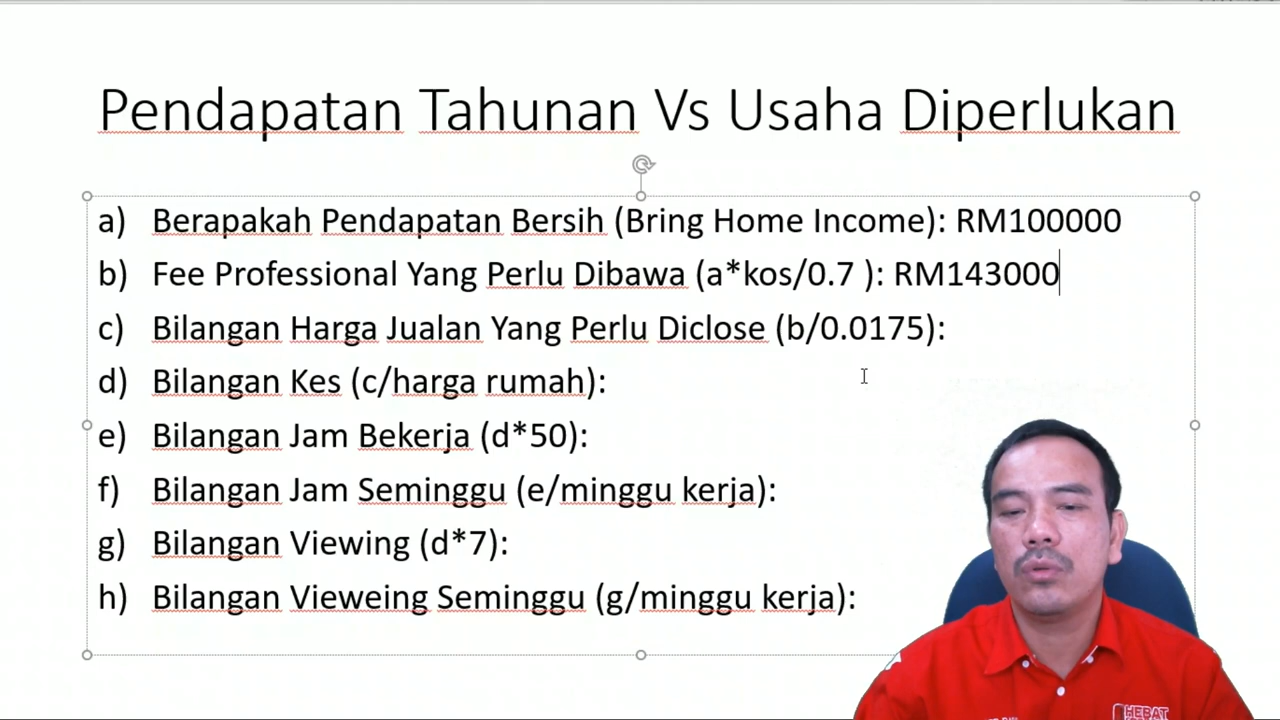 Pendapatan Tahunan Vs Usaha Diperlukan
a) Berapakah Pendapatan Bersih (Bring Home Income): RM100000
b) Fee Professional Yang Perlu Dibawa (a*kos/0.7 ): RM143000
c) Bilangan Harga Jualan Yang Perlu Diclose (b/0.0175):
d) Bilangan Kes (c/harga rumah):
e) Bilangan Jam Bekerja (d*50):
f) Bilangan Jam Seminggu (e/minggu kerja):
g) Bilangan Viewing (d*7):
h) Bilangan Vieweing Seminggu (g/minggu kerja):
HEBAT